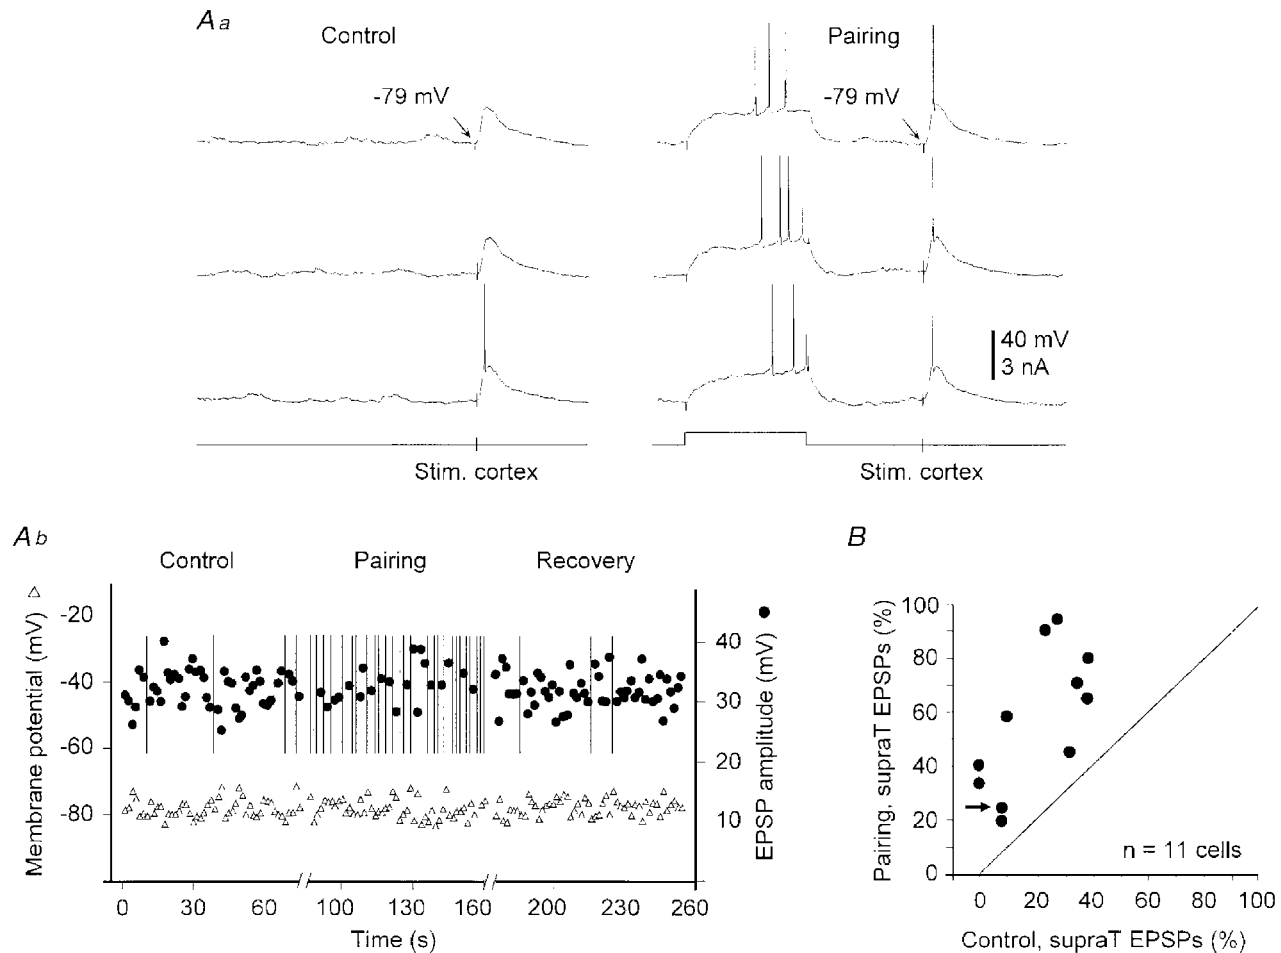 Aa
Control
Pairing
-79 mV
-79 mV
40 mV
3 nA
Stim. cortex
Stim. cortex
Ab
Control
Pairing
Recovery
Membrane potential (mV) △
-20
-40
-60
-80
EPSP amplitude (mV) ●
40
30
20
10
0 30 60 100 130 160 200 230 260
Time (s)
B
Pairing, supraT EPSPs (%)
100
80
60
40
20
0
n = 11 cells
0 20 40 60 80 100
Control, supraT EPSPs (%)